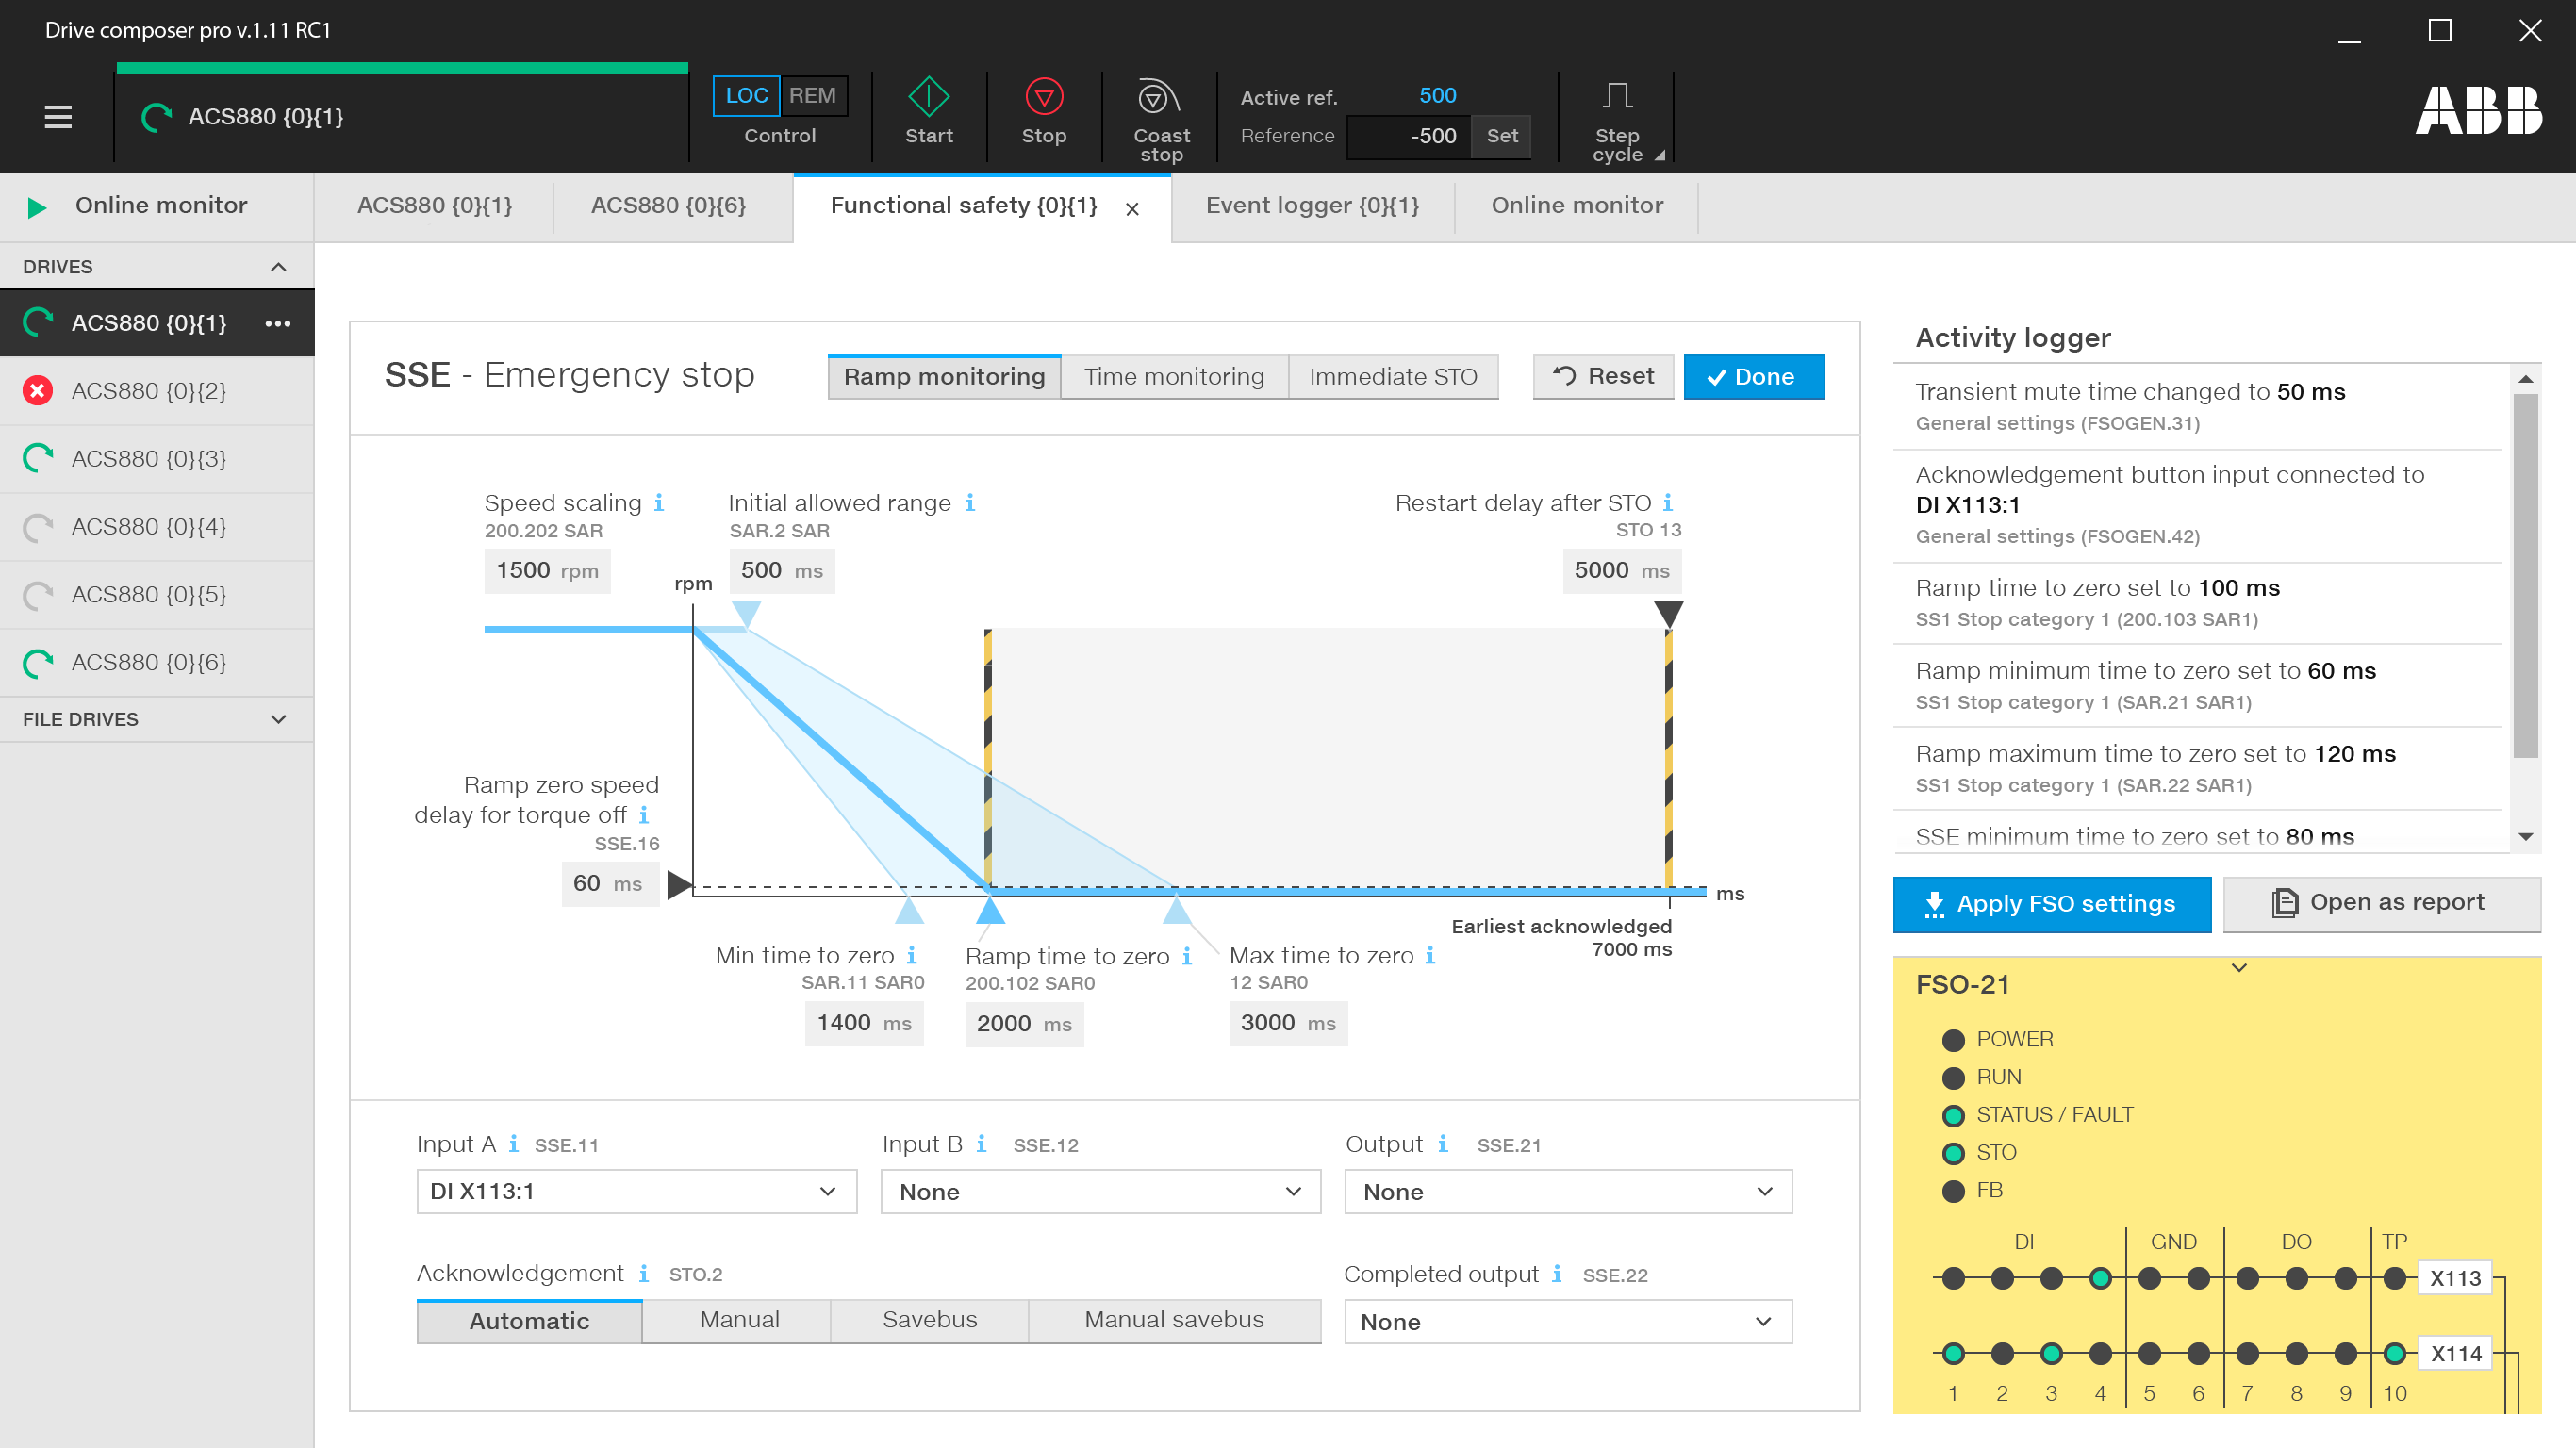 Drive composer pro v.1.11 RC1
ACS880 {0}{1}
LOC REM
Control
Start
Stop
Coast
stop
Active ref. 500
Reference -500 Set
Step
cycle
ABB
Online monitor
ACS880 {0}{1}
ACS880 {0}{6}
Functional safety {0}{1}
Event logger {0}{1}
Online monitor
DRIVES
ACS880 {0}{1}
ACS880 {0}{2}
ACS880 {0}{3}
ACS880 {0}{4}
ACS880 {0}{5}
ACS880 {0}{6}
FILE DRIVES
SSE - Emergency stop
Ramp monitoring
Time monitoring
Immediate STO
Reset
Done
Speed scaling i
200.202 SAR
1500 rpm
Initial allowed range i
SAR.2 SAR
500 ms
Restart delay after STO i
STO 13
5000 ms
rpm
Ramp zero speed
delay for torque off i
SSE.16
60 ms
ms
Earliest acknowledged
7000 ms
Min time to zero i
SAR.11 SAR0
1400 ms
Ramp time to zero i
200.102 SAR0
2000 ms
Max time to zero i
12 SAR0
3000 ms
Input A i SSE.11
DI X113:1
Input B i SSE.12
None
Output i SSE.21
None
Acknowledgement i STO.2
Automatic
Manual
Savebus
Manual savebus
Completed output i SSE.22
None
Activity logger
Transient mute time changed to 50 ms
General settings (FSOGEN.31)
Acknowledgement button input connected to
DI X113:1
General settings (FSOGEN.42)
Ramp time to zero set to 100 ms
SS1 Stop category 1 (200.103 SAR1)
Ramp minimum time to zero set to 60 ms
SS1 Stop category 1 (SAR.21 SAR1)
Ramp maximum time to zero set to 120 ms
SS1 Stop category 1 (SAR.22 SAR1)
SSE minimum time to zero set to 80 ms
Apply FSO settings
Open as report
FSO-21
POWER
RUN
STATUS / FAULT
STO
FB
DI GND DO TP
X113
X114
1 2 3 4 5 6 7 8 9 10